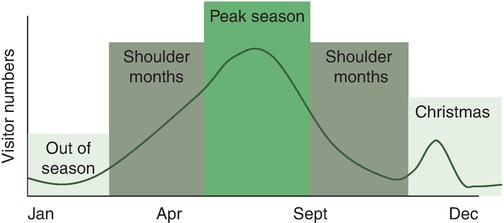 Peak season
Shoulder
months
Shoulder
months
Christmas
Out of
season
Visitor numbers
Jan
Apr
Sept
Dec